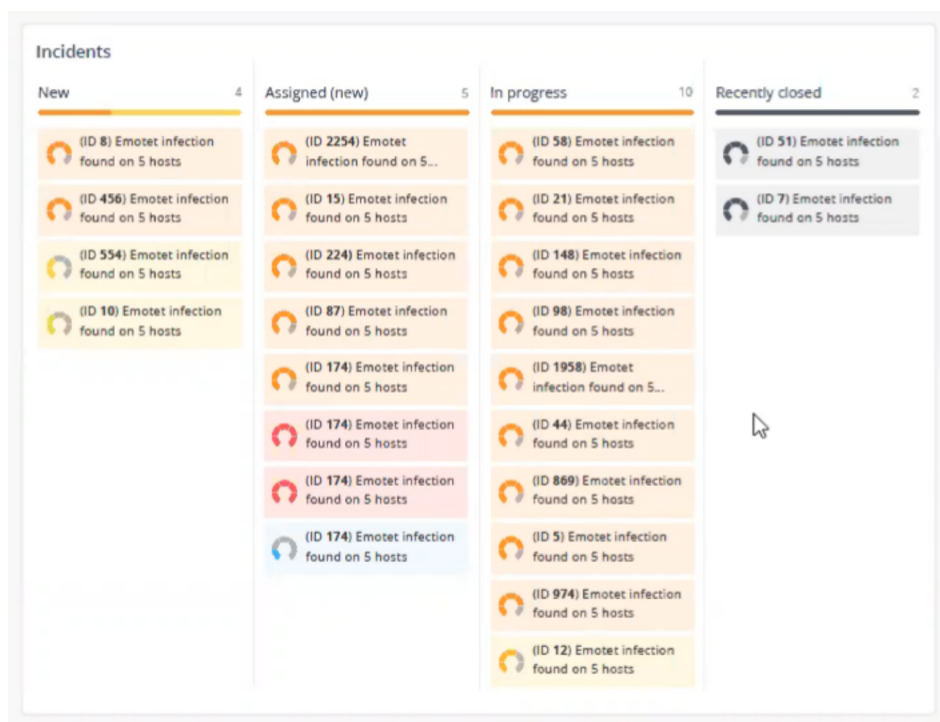 Incidents
New 4
(ID 8) Emotet infection
found on 5 hosts
(ID 456) Emotet infection
found on 5 hosts
(ID 554) Emotet infection
found on 5 hosts
(ID 10) Emotet infection
found on 5 hosts
Assigned (new) 5
(ID 2254) Emotet
infection found on 5...
(ID 15) Emotet infection
found on 5 hosts
(ID 224) Emotet infection
found on 5 hosts
(ID 87) Emotet infection
found on 5 hosts
(ID 174) Emotet infection
found on 5 hosts
(ID 174) Emotet infection
found on 5 hosts
(ID 174) Emotet infection
found on 5 hosts
(ID 174) Emotet infection
found on 5 hosts
In progress 10
(ID 58) Emotet infection
found on 5 hosts
(ID 21) Emotet infection
found on 5 hosts
(ID 148) Emotet infection
found on 5 hosts
(ID 98) Emotet infection
found on 5 hosts
(ID 1958) Emotet
infection found on 5...
(ID 44) Emotet infection
found on 5 hosts
(ID 869) Emotet infection
found on 5 hosts
(ID 5) Emotet infection
found on 5 hosts
(ID 974) Emotet infection
found on 5 hosts
(ID 12) Emotet infection
found on 5 hosts
Recently closed 2
(ID 51) Emotet infection
found on 5 hosts
(ID 7) Emotet infection
found on 5 hosts